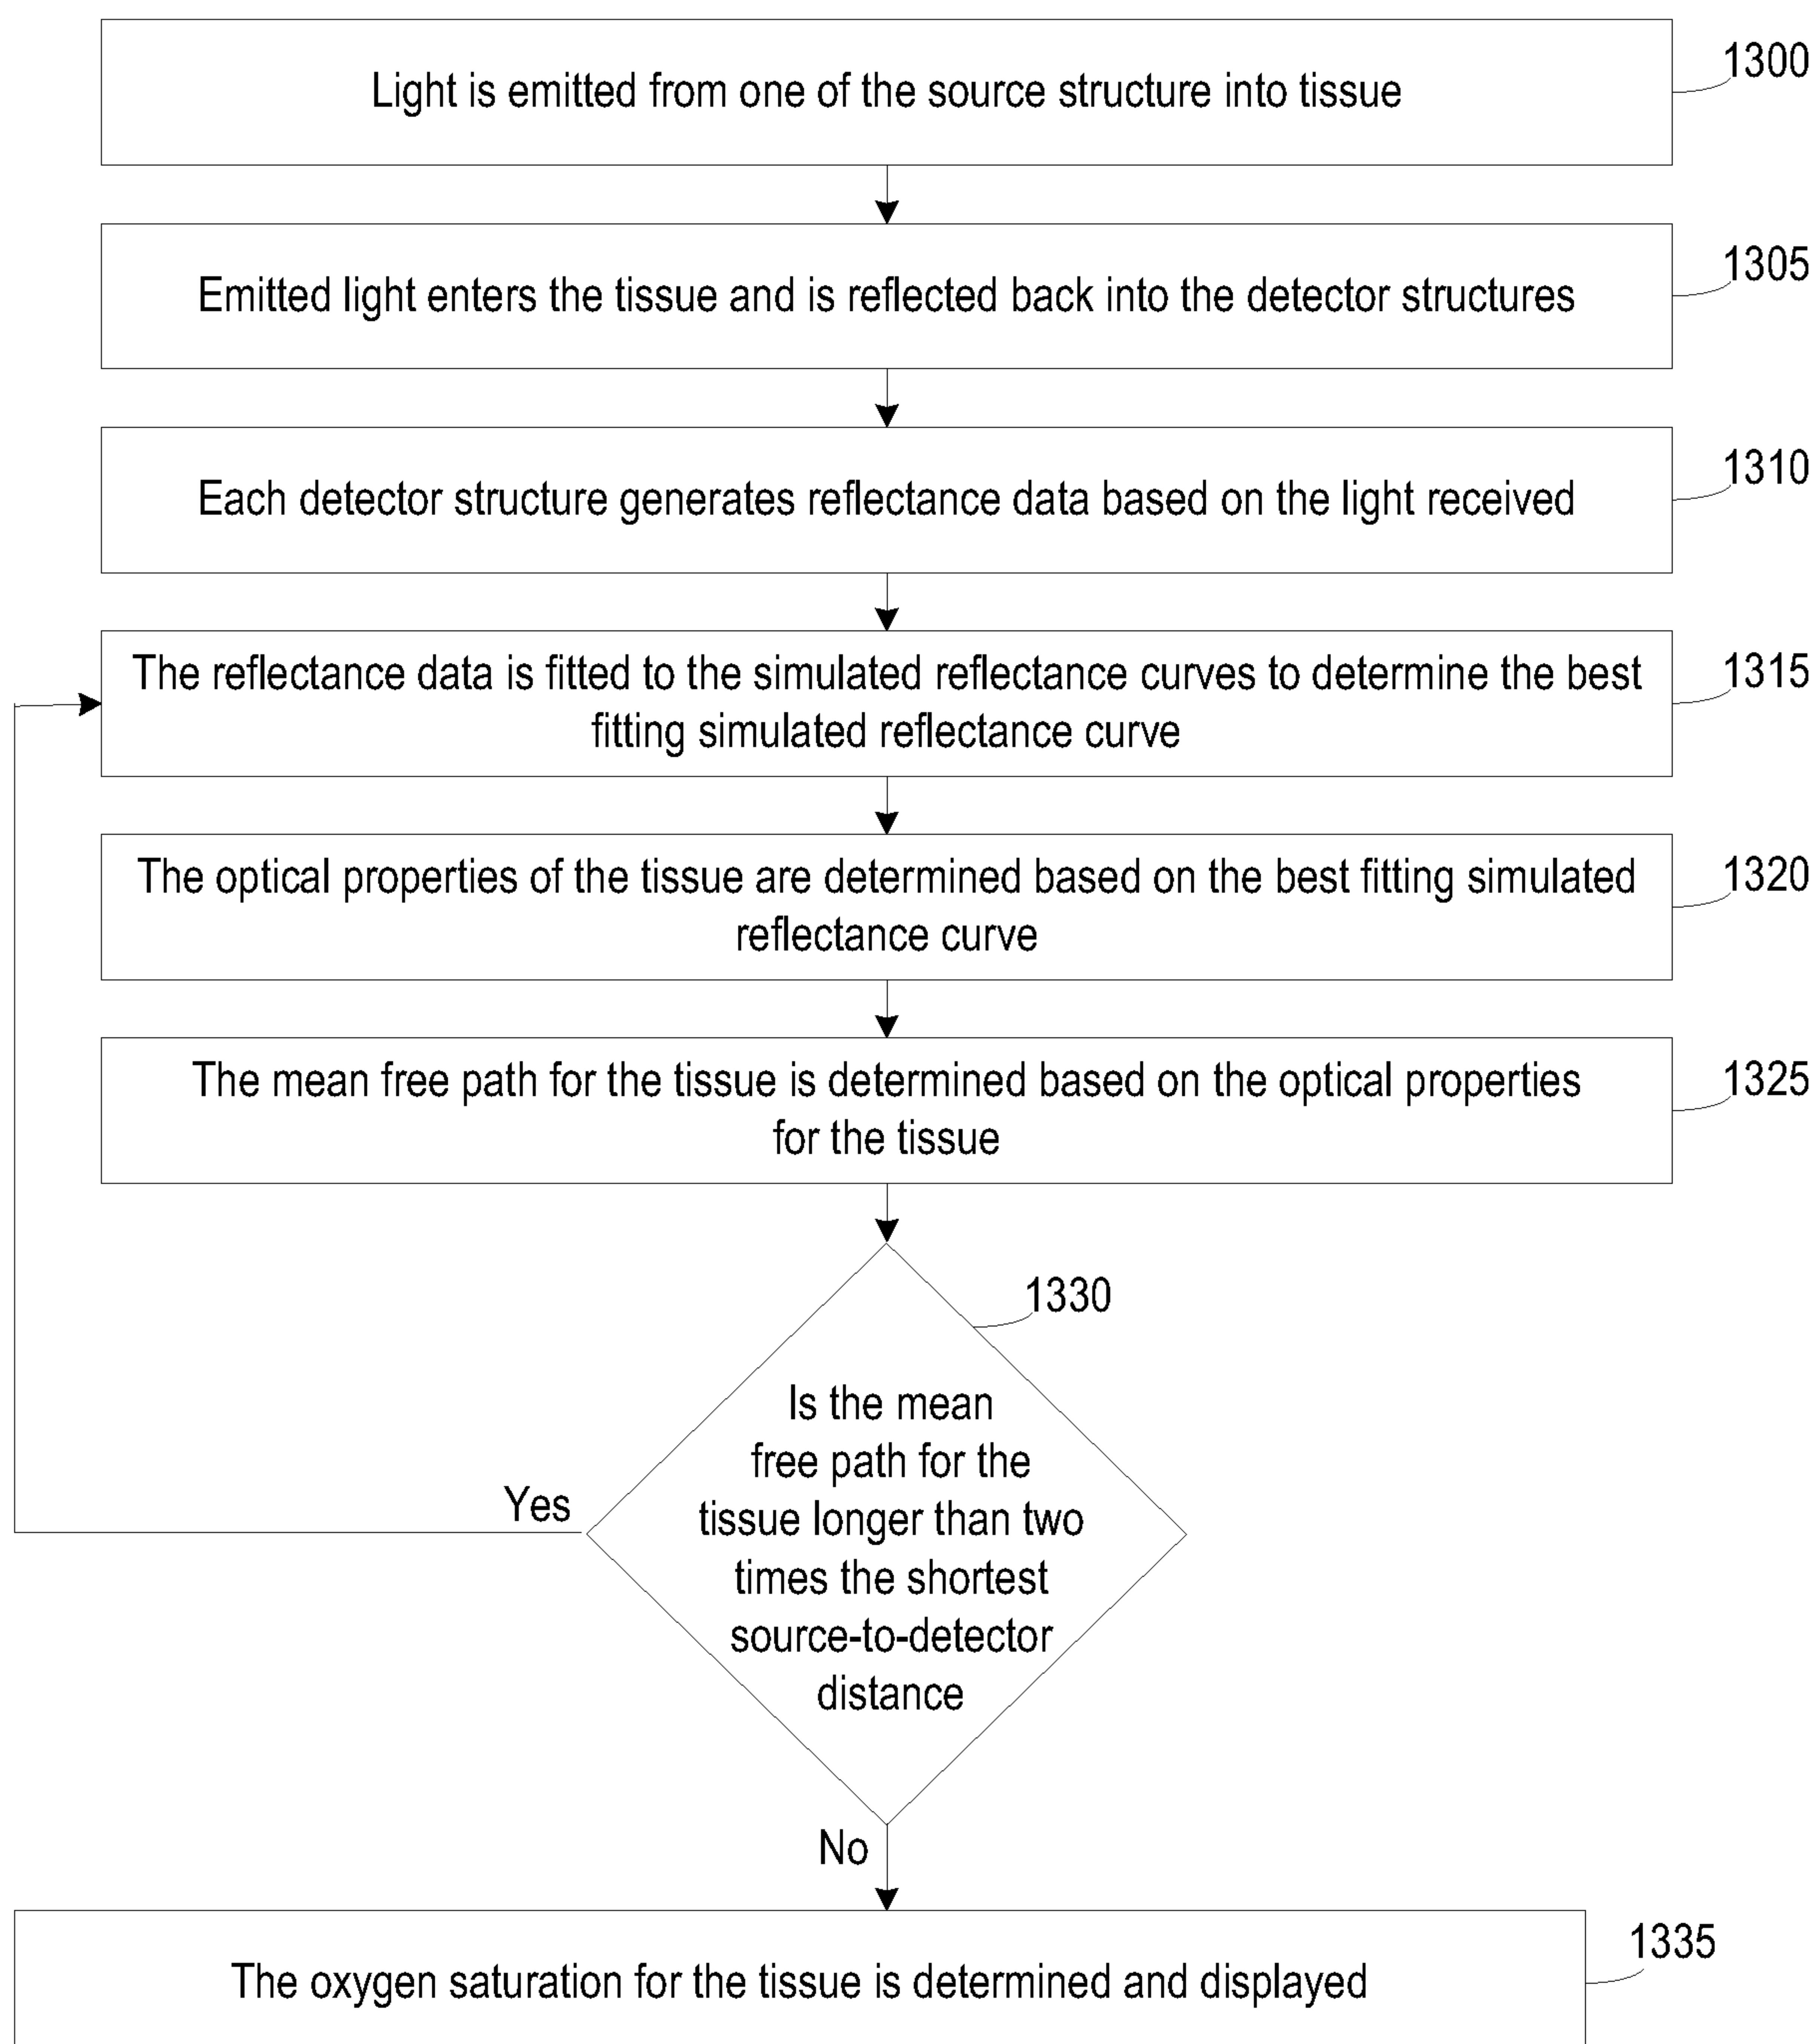 Light is emitted from one of the source structure into tissue
1300
Emitted light enters the tissue and is reflected back into the detector structures
1305
Each detector structure generates reflectance data based on the light received
1310
The reflectance data is fitted to the simulated reflectance curves to determine the best
fitting simulated reflectance curve
1315
The optical properties of the tissue are determined based on the best fitting simulated
reflectance curve
1320
The mean free path for the tissue is determined based on the optical properties
for the tissue
1325
1330
Is the mean
free path for the
tissue longer than two
times the shortest
source-to-detector
distance
Yes
No
The oxygen saturation for the tissue is determined and displayed
1335